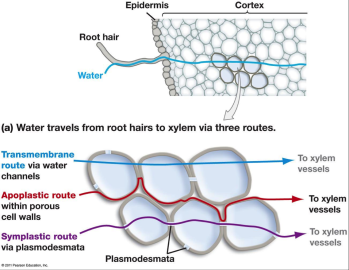 Epidermis
Cortex
Root hair
Water
(a) Water travels from root hairs to xylem via three routes.
Transmembrane
route via water
channels
To xylem
vessels
Apoplastic route
within porous
cell walls
To xylem
vessels
Symplastic route
via plasmodesmata
To xylem
vessels
Plasmodesmata
© 2011 Pearson Education, Inc.